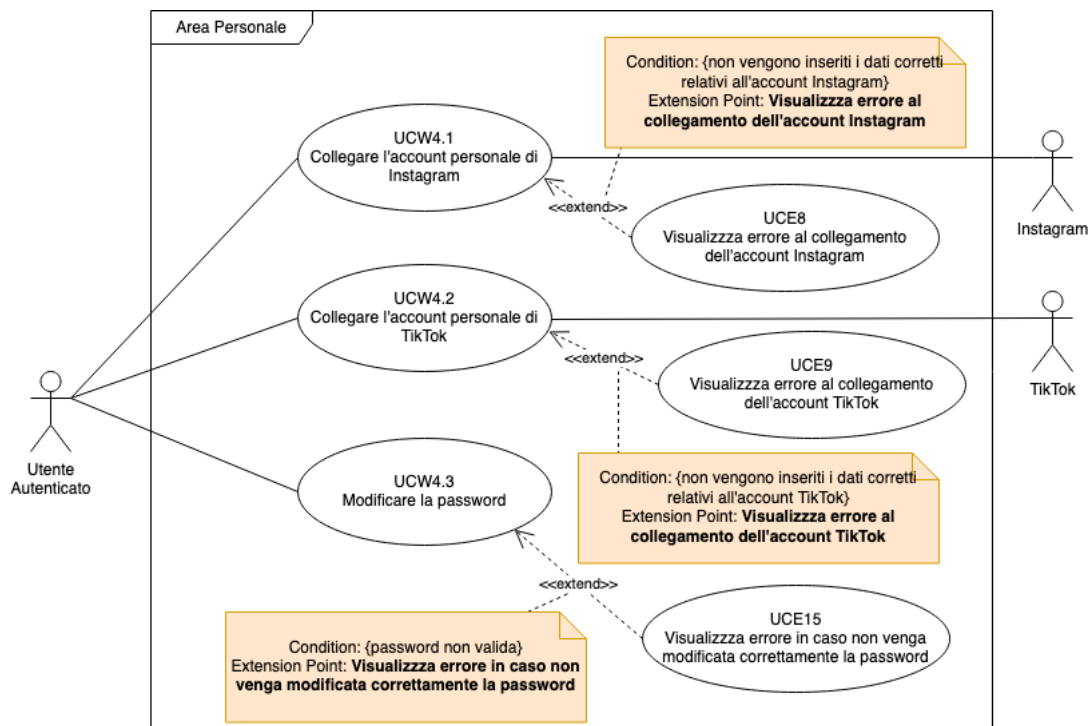 Area Personale
Condition: {non vengono inseriti i dati corretti
relativi all'account Instagram}
Extension Point: Visualizzza errore al
collegamento dell'account Instagram
UCW4.1
Collegare l'account personale di
Instagram
<<extend>>
UCE8
Visualizzza errore al collegamento
dell'account Instagram
Instagram
UCW4.2
Collegare l'account personale di
TikTok
<<extend>>
UCE9
Visualizzza errore al collegamento
dell'account TikTok
TikTok
Utente
Autenticato
UCW4.3
Modificare la password
Condition: {non vengono inseriti i dati corretti
relativi all'account TikTok}
Extension Point: Visualizzza errore al
collegamento dell'account TikTok
<<extend>>
UCE15
Visualizzza errore in caso non venga
modificata correttamente la password
Condition: {password non valida}
Extension Point: Visualizzza errore in caso non
venga modificata correttamente la password